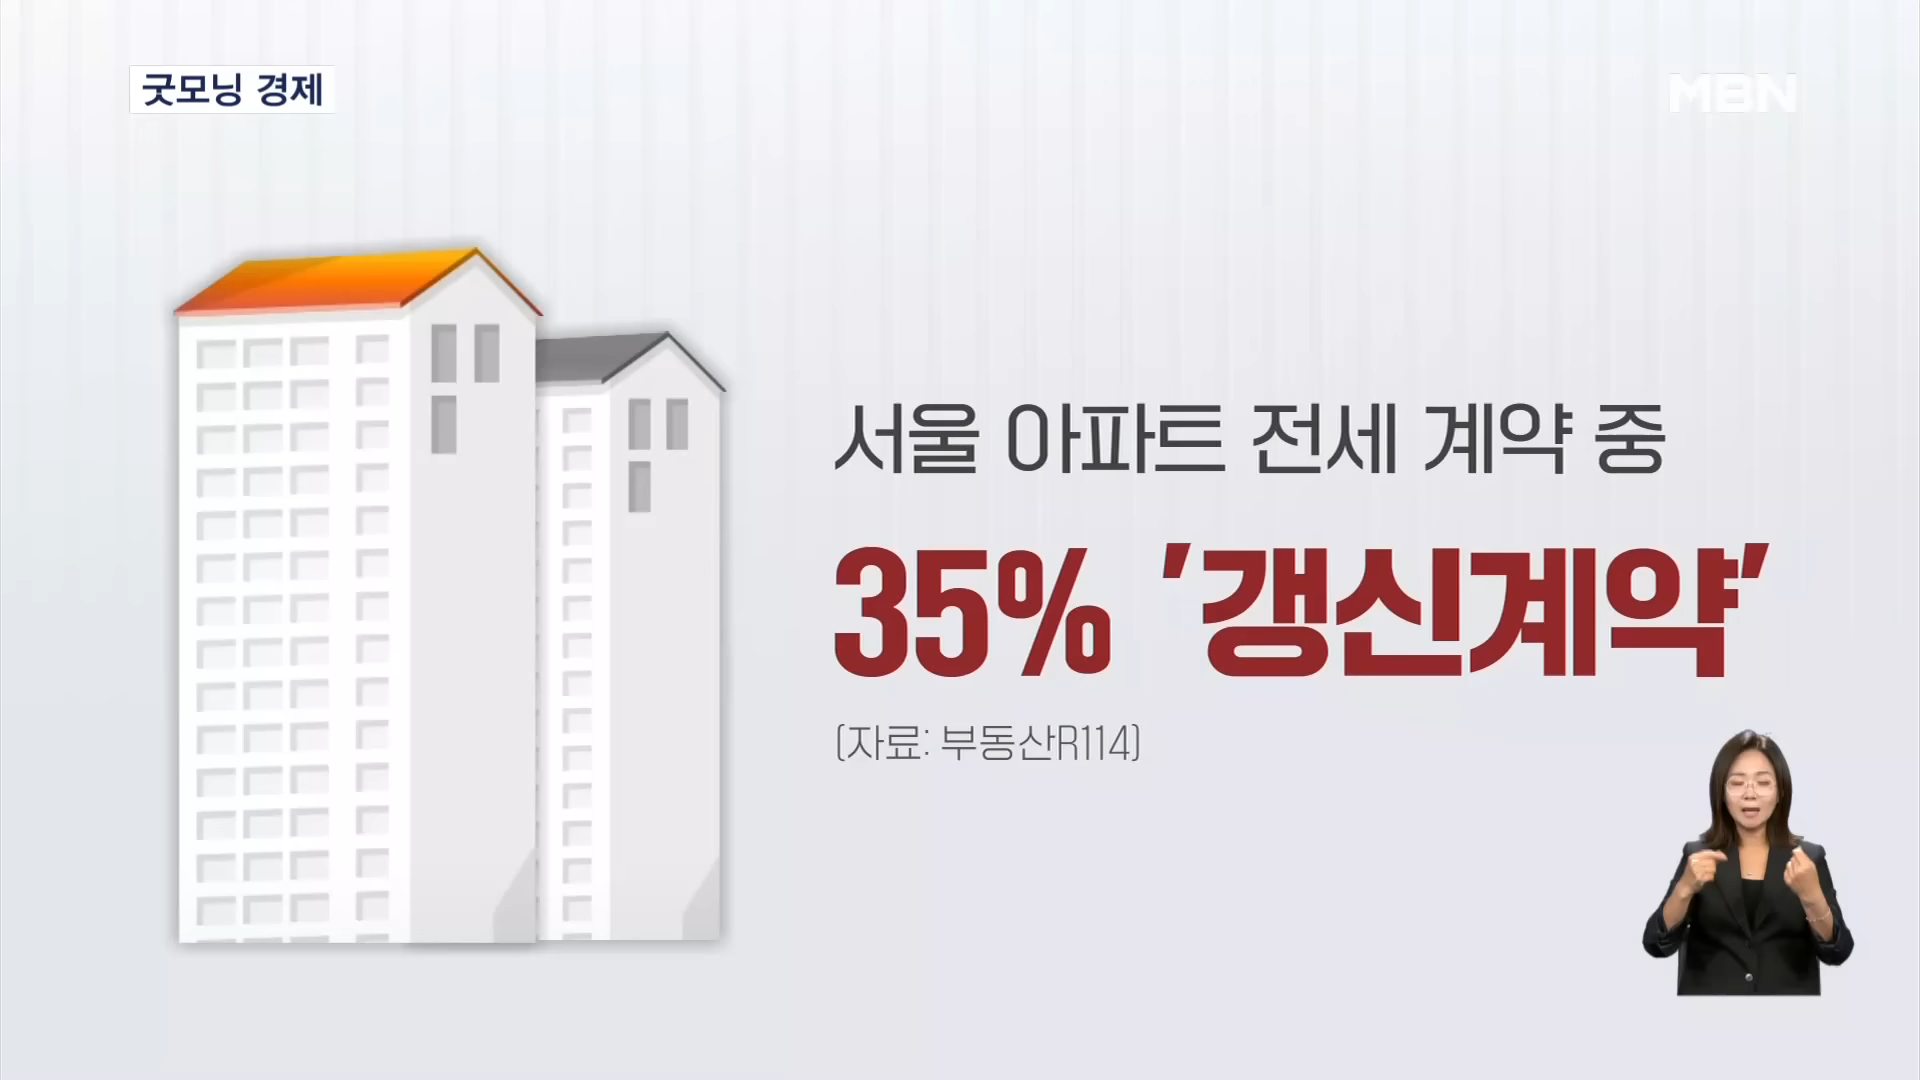 굿모닝 경제
MBN
서울 아파트 전세 계약 중
35% '갱신계약'
(자료: 부동산R114)